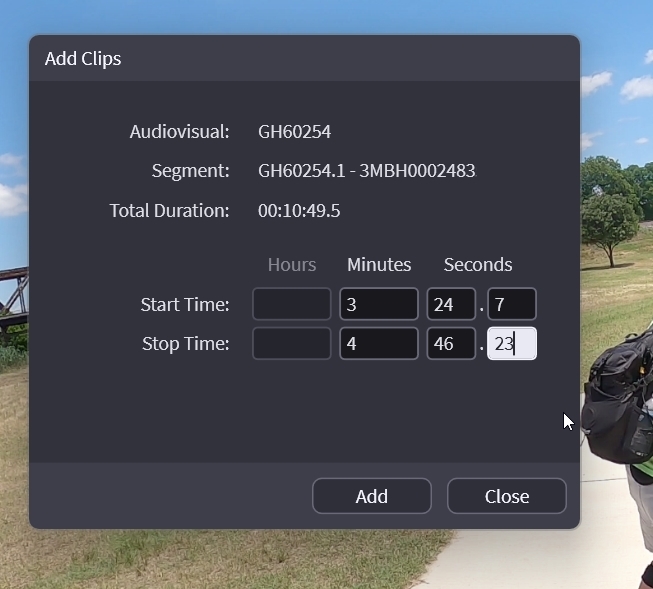 Add Clips
Audiovisual: GH60254
Segment: GH60254.1 - 3MBH0002483
Total Duration: 00:10:49.5
Hours Minutes Seconds
Start Time: 3 24 . 7
Stop Time: 4 46 . 23
Add Close